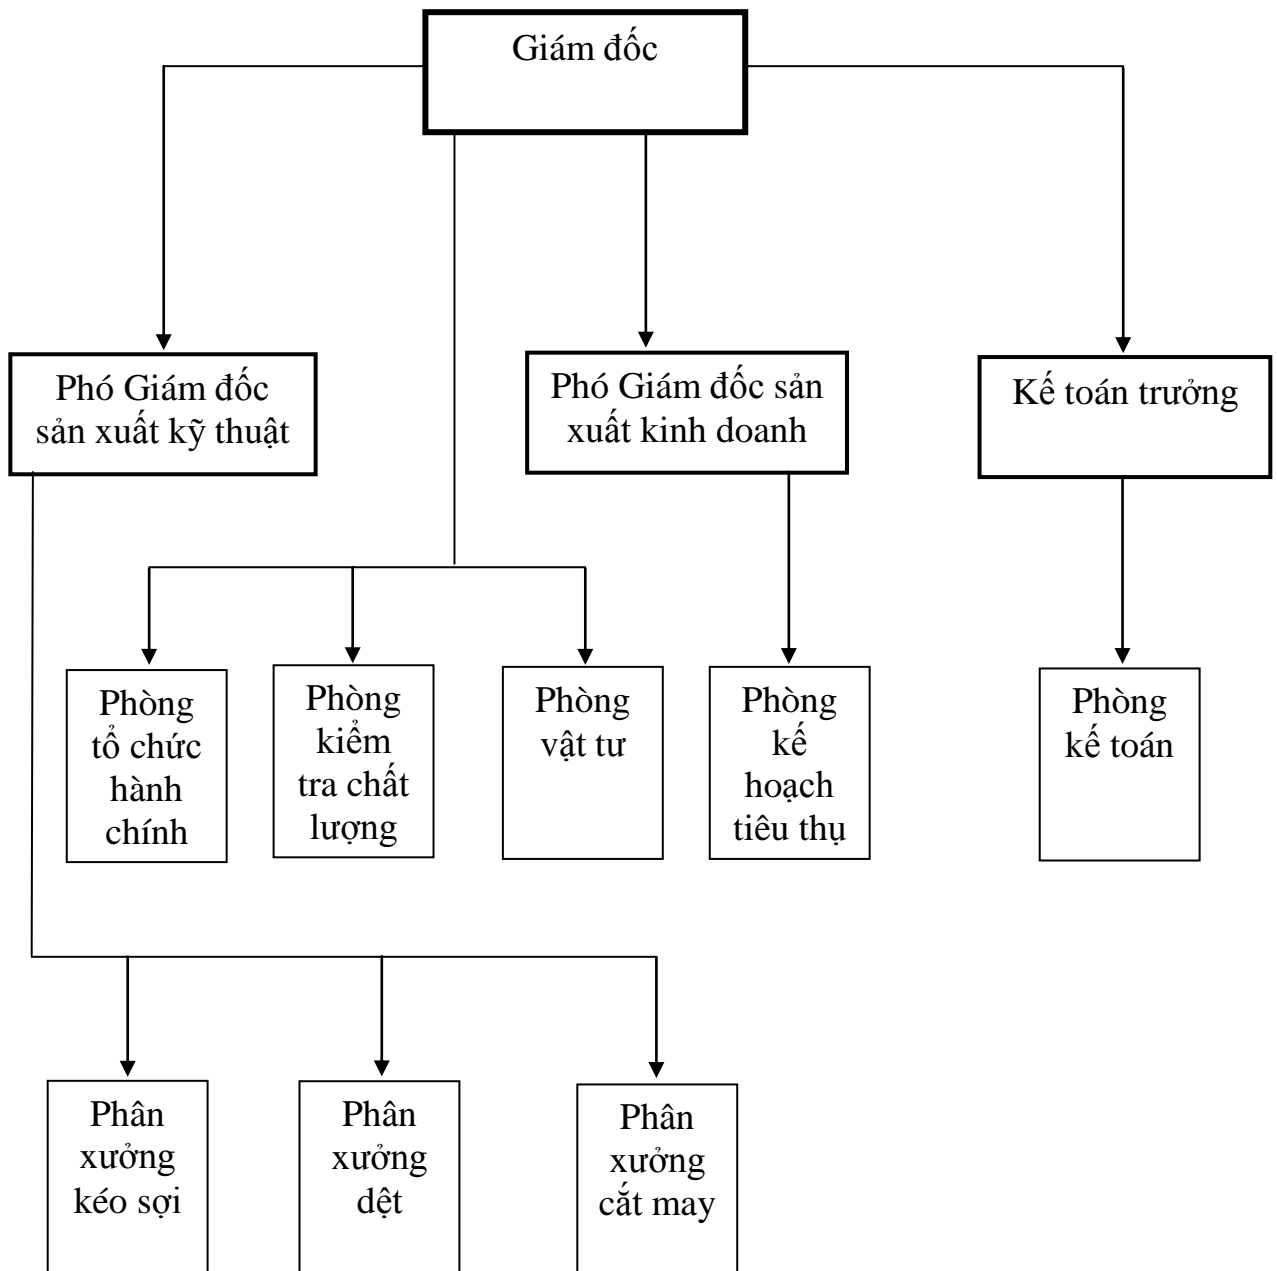 Giám đốc
Phó Giám đốc
sản xuất kỹ thuật
Phó Giám đốc sản
xuất kinh doanh
Kế toán trưởng
Phòng
tổ chức
hành
chính
Phòng
kiểm
tra chất
lượng
Phòng
vật tư
Phòng
kế
hoạch
tiêu thụ
Phòng
kế toán
Phân
xưởng
kéo sợi
Phân
xưởng
dệt
Phân
xưởng
cắt may